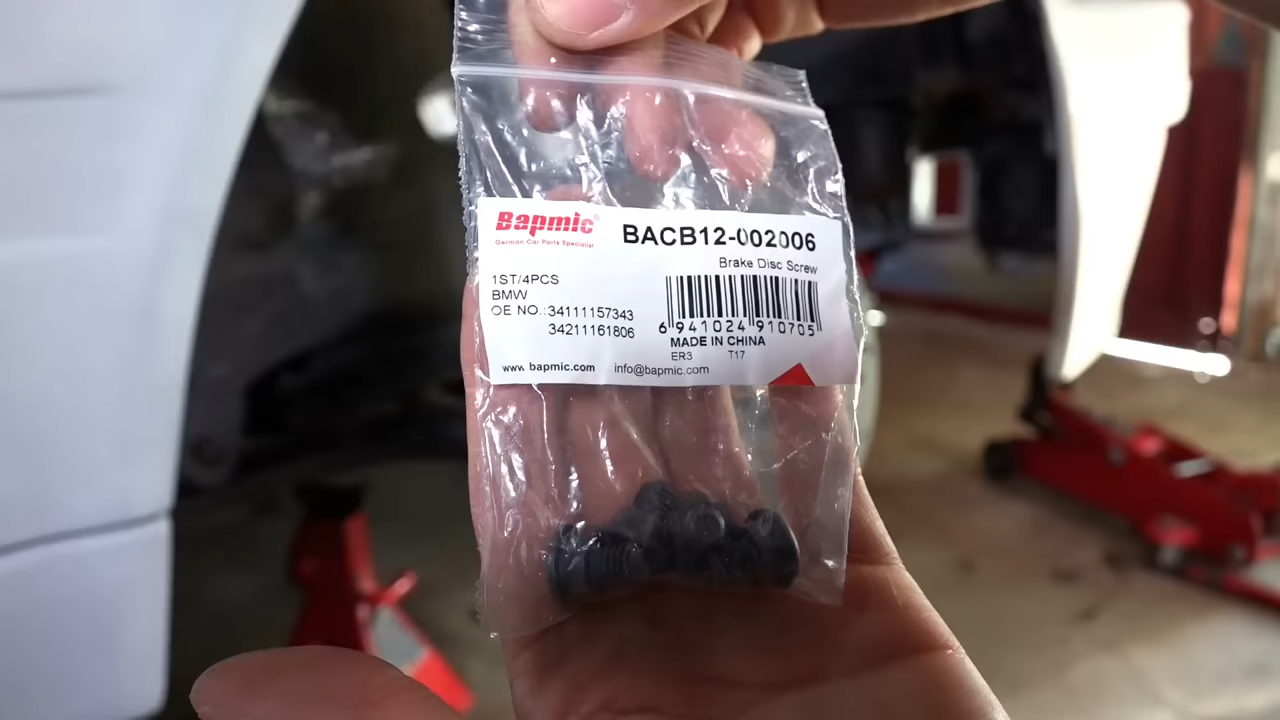 Bapmic®
German Car Parts Specialist
BACB12-002006
Brake Disc Screw
1ST/4PCS
BMW
OE NO.:34111157343
34211161806
6 941024 910705
MADE IN CHINA
ER3 T17
www.bapmic.com info@bapmic.com